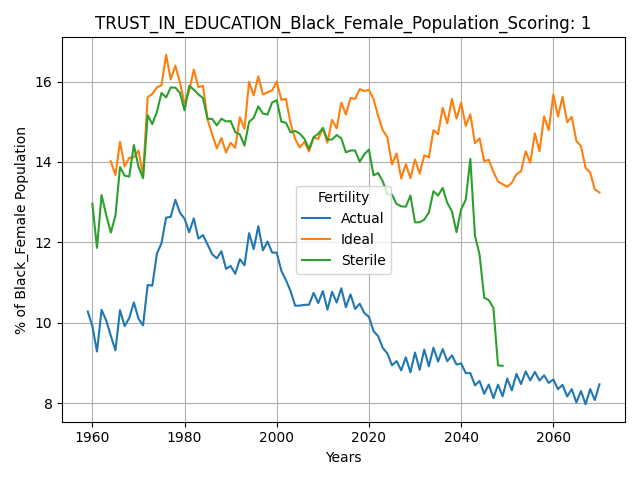 TRUST_IN_EDUCATION_Black_Female_Population_Scoring: 1
% of Black_Female Population
16
14
12
10
8
Fertility
Actual
Ideal
Sterile
1960 1980 2000 2020 2040 2060
Years